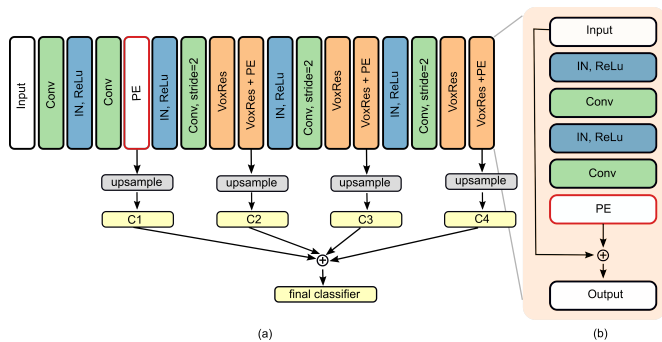 Input
Conv
IN, ReLu
Conv
PE
IN, ReLu
Conv, stride=2
VoxRes
VoxRes + PE
IN, ReLu
Conv, stride=2
VoxRes
VoxRes + PE
IN, ReLu
Conv, stride=2
VoxRes
VoxRes +PE
upsample
upsample
upsample
upsample
C1
C2
C3
C4
final classifier
(a)
Input
IN, ReLu
Conv
IN, ReLu
Conv
PE
Output
(b)